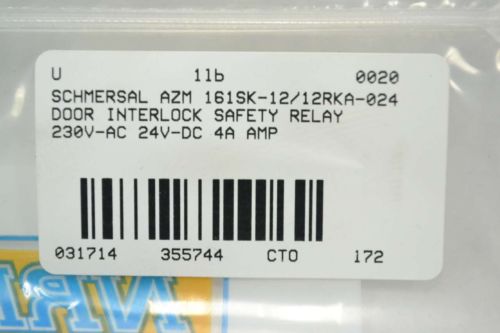 U 1lb 0020
SCHMERSAL AZM 161SK-12/12RKA-024
DOOR INTERLOCK SAFETY RELAY
230V-AC 24V-DC 4A AMP
031714 355744 CTO 172